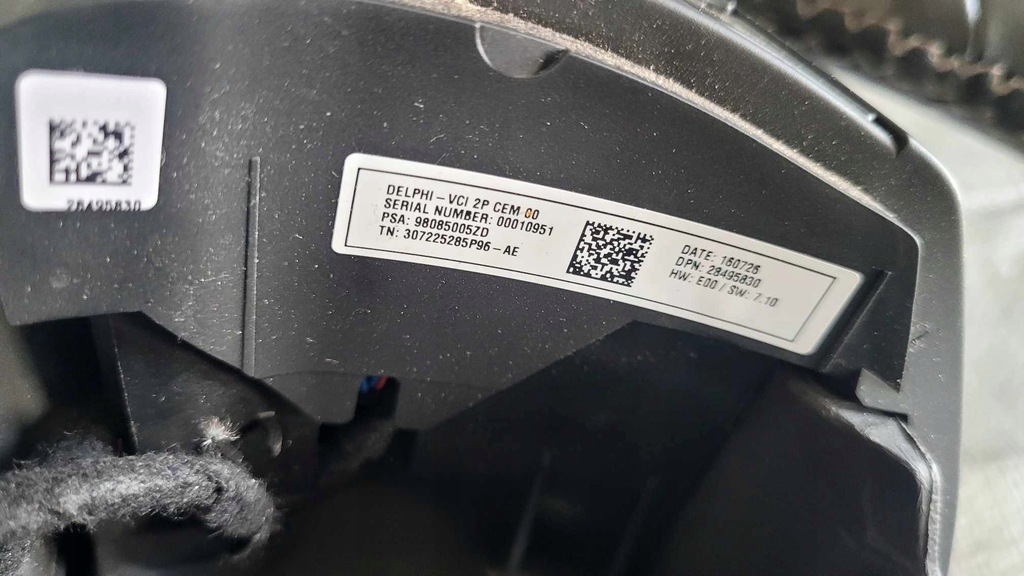 28495830
DELPHI-VCI 2P CEM 00
SERIAL NUMBER: 00010951
PSA: 98085005ZD
TN: 307225285P96-AE
DATE: 160726
DPN: 28495830
HW: E00 / SW: 7.10